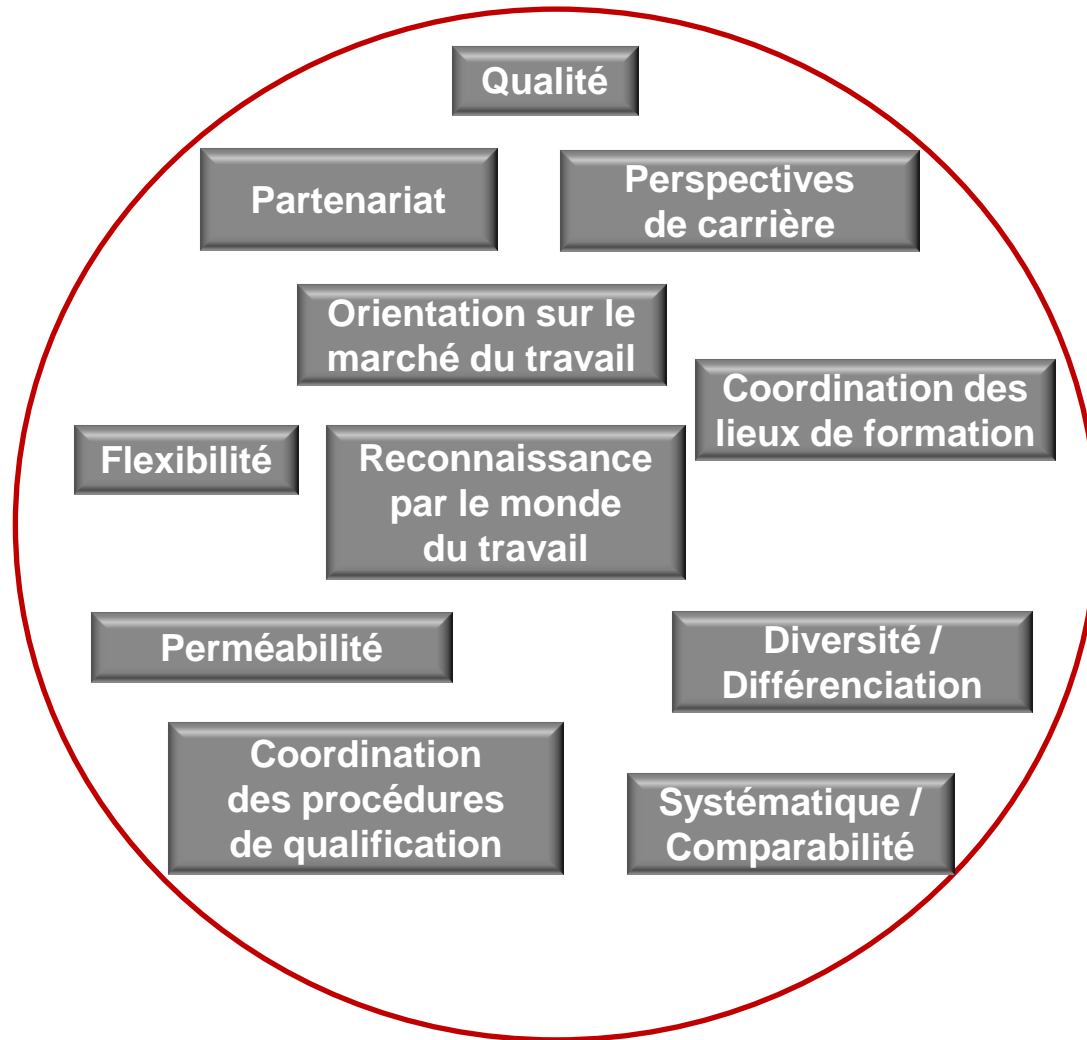 Qualité
Partenariat
Perspectives
de carrière
Orientation sur le
marché du travail
Coordination des
lieux de formation
Flexibilité
Reconnaissance
par le monde
du travail
Perméabilité
Diversité /
Différenciation
Coordination
des procédures
de qualification
Systématique /
Comparabilité